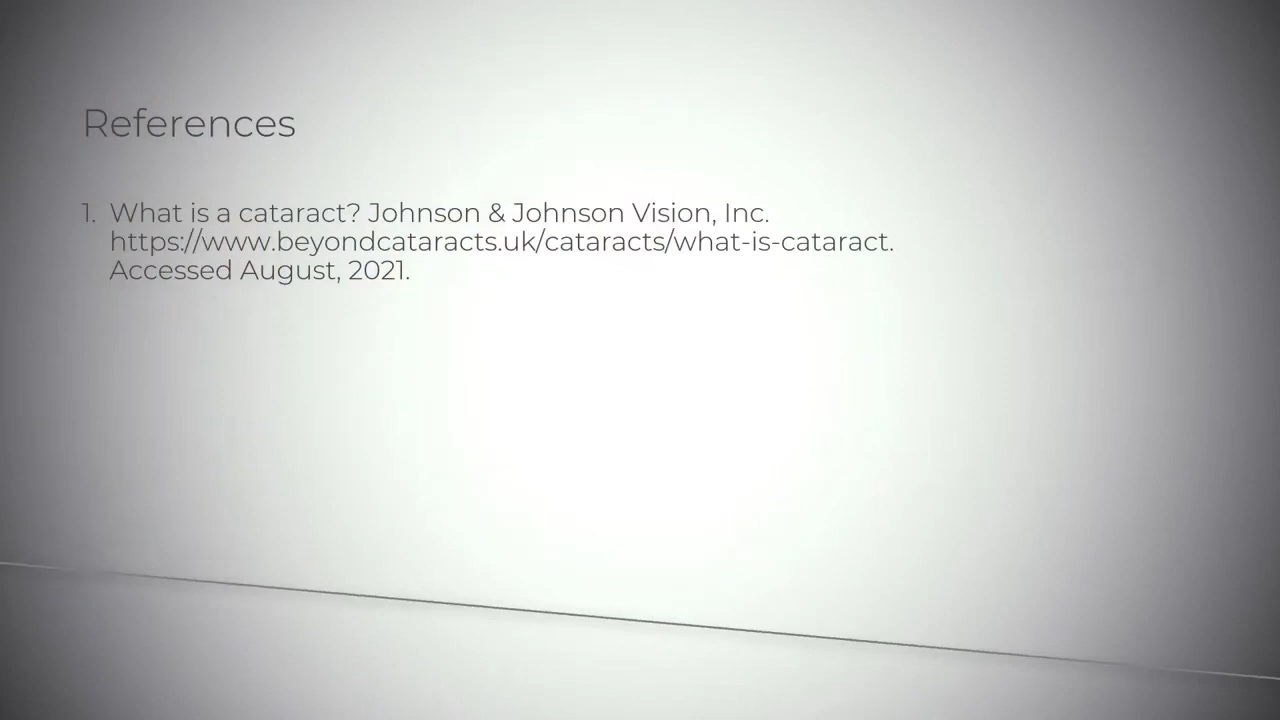 References
1. What is a cataract? Johnson & Johnson Vision, Inc.
https://www.beyondcataracts.uk/cataracts/what-is-cataract.
Accessed August, 2021.